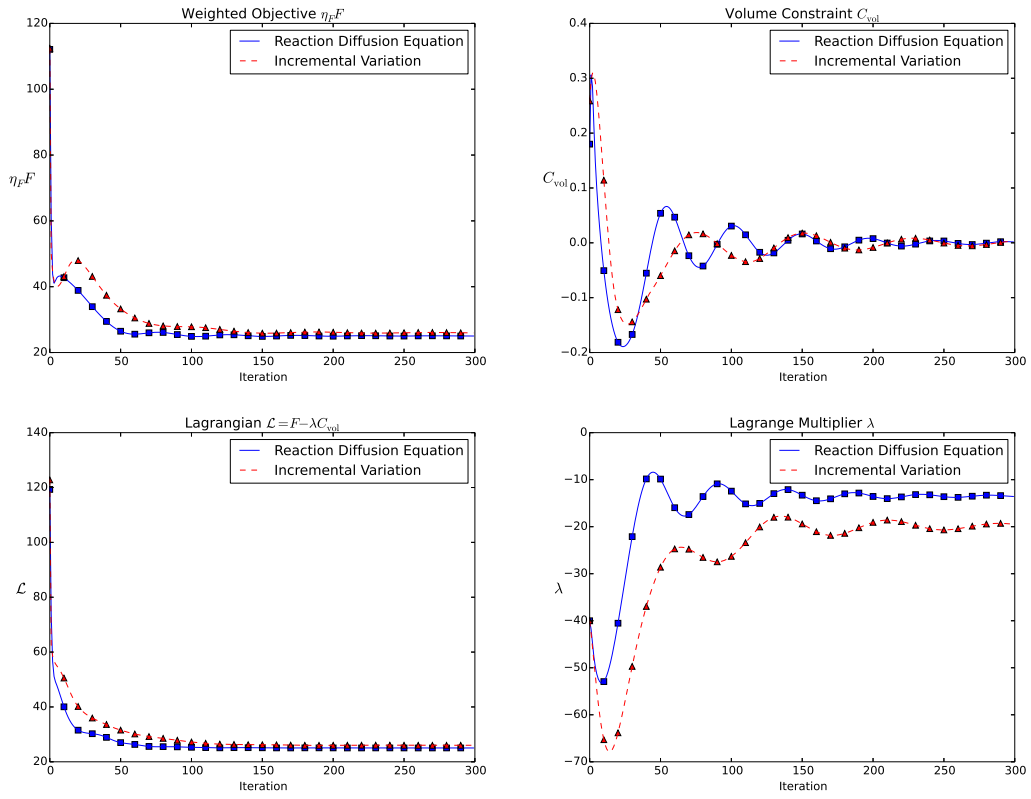 Weighted Objective η_F F
120
100
80
60
40
20
η_F F
0 50 100 150 200 250 300
Iteration
Reaction Diffusion Equation
Incremental Variation
Volume Constraint C_vol
0.4
0.3
0.2
0.1
0.0
−0.1
−0.2
C_vol
0 50 100 150 200 250 300
Iteration
Reaction Diffusion Equation
Incremental Variation
Lagrangian ℒ=F−λC_vol
140
120
100
80
60
40
20
ℒ
0 50 100 150 200 250 300
Iteration
Reaction Diffusion Equation
Incremental Variation
Lagrange Multiplier λ
0
−10
−20
−30
−40
−50
−60
−70
λ
0 50 100 150 200 250 300
Iteration
Reaction Diffusion Equation
Incremental Variation